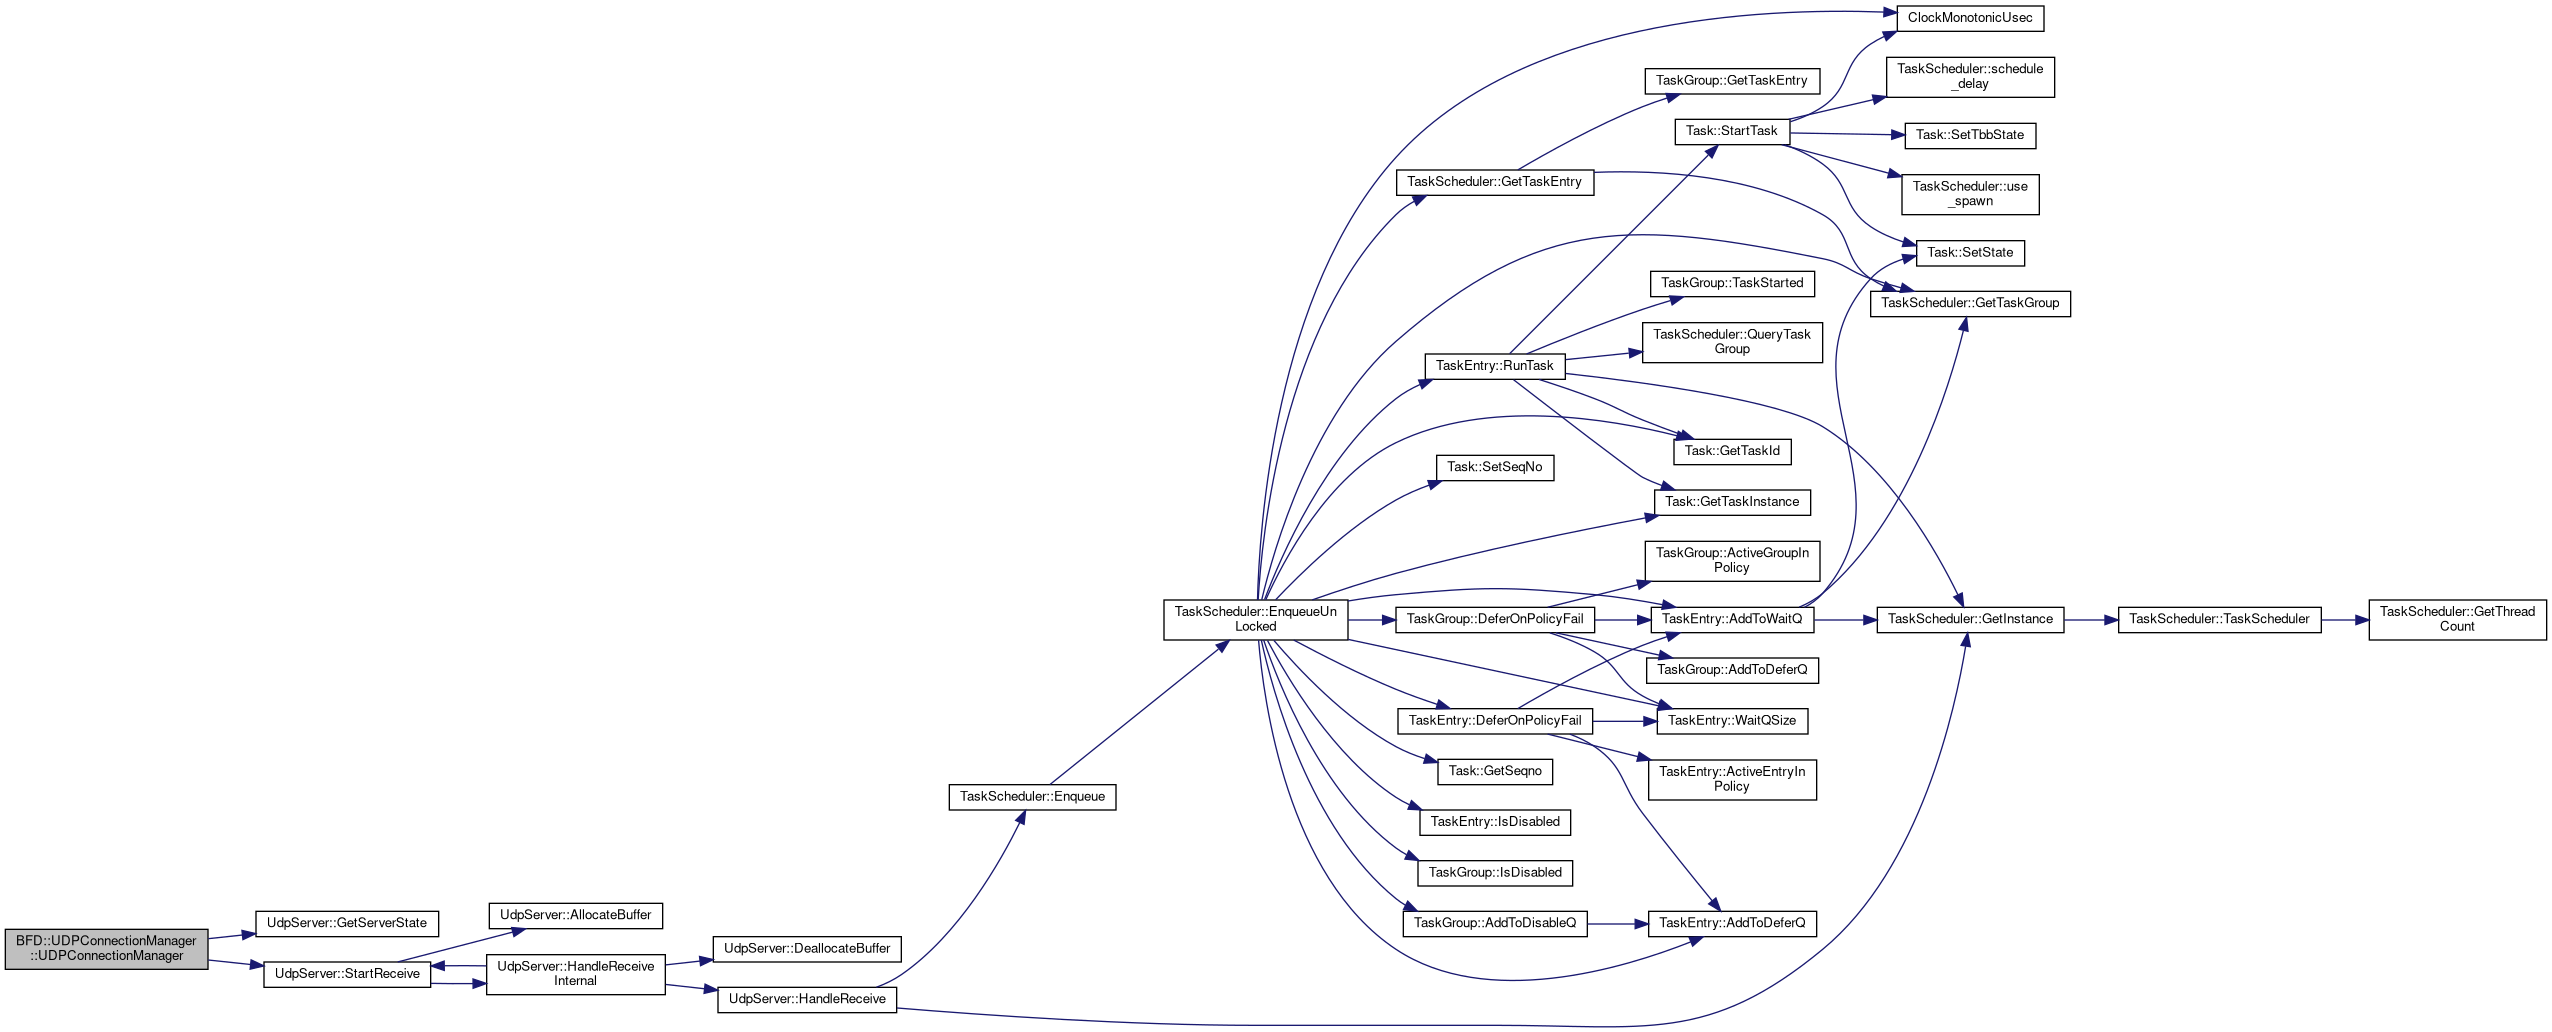 BFD::UDPConnectionManager
::UDPConnectionManager
UdpServer::GetServerState
UdpServer::StartReceive
UdpServer::AllocateBuffer
UdpServer::HandleReceive
Internal
UdpServer::DeallocateBuffer
UdpServer::HandleReceive
TaskScheduler::Enqueue
TaskScheduler::EnqueueUn
Locked
TaskScheduler::GetTaskEntry
TaskEntry::RunTask
Task::SetSeqNo
TaskGroup::DeferOnPolicyFail
TaskEntry::DeferOnPolicyFail
Task::GetSeqno
TaskEntry::IsDisabled
TaskGroup::IsDisabled
TaskGroup::AddToDisableQ
TaskGroup::GetTaskEntry
Task::StartTask
TaskGroup::TaskStarted
TaskScheduler::QueryTask
Group
Task::GetTaskId
Task::GetTaskInstance
TaskGroup::ActiveGroupIn
Policy
TaskEntry::AddToWaitQ
TaskGroup::AddToDeferQ
TaskEntry::WaitQSize
TaskEntry::ActiveEntryIn
Policy
TaskEntry::AddToDeferQ
ClockMonotonicUsec
TaskScheduler::schedule
_delay
Task::SetTbbState
TaskScheduler::use
_spawn
Task::SetState
TaskScheduler::GetTaskGroup
TaskScheduler::GetInstance
TaskScheduler::TaskScheduler
TaskScheduler::GetThread
Count